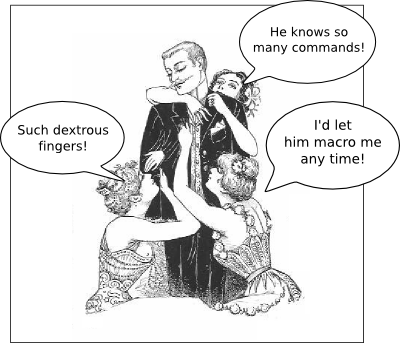 He knows so
many commands!
Such dextrous
fingers!
I'd let
him macro me
any time!